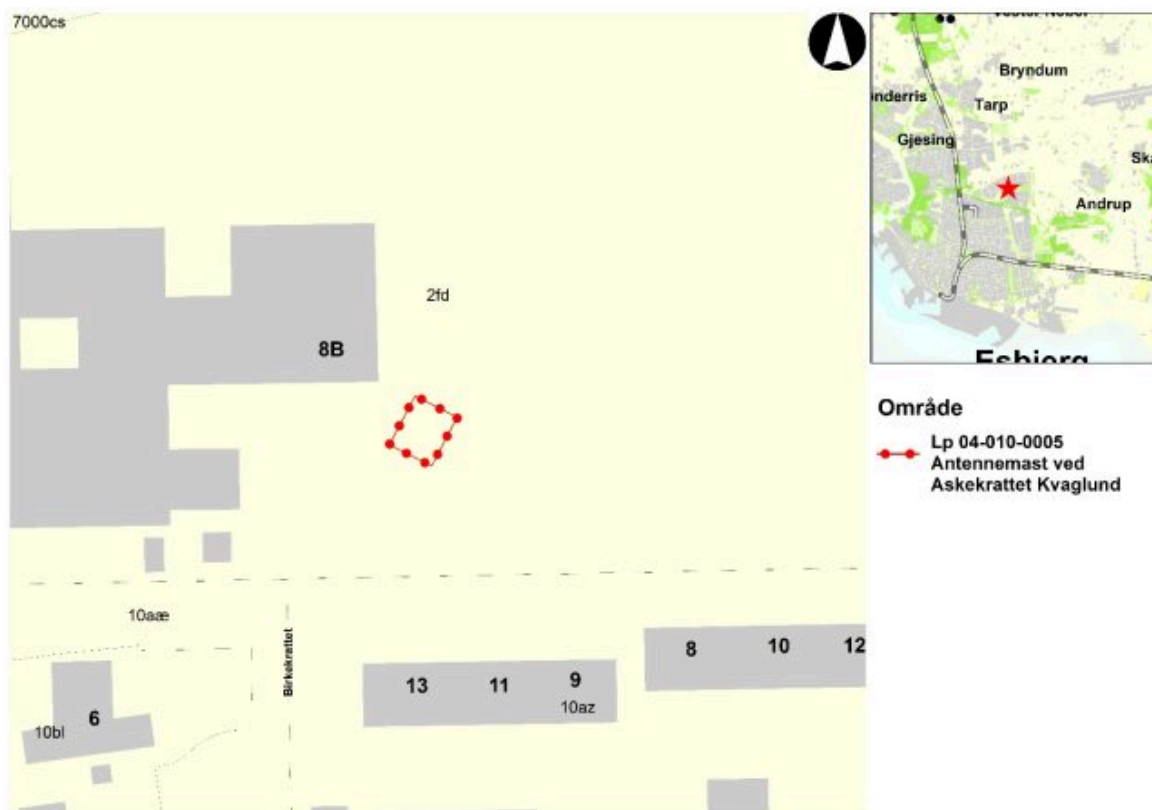 7000cs
2fd
8B
10aæ
Birkekrattet
13
11
9
10az
8
10
12
6
10bl
Bryndum
Tarp
Gjesing
Andrup
Esbjerg
Område
Lp 04-010-0005
Antennemast ved
Askekrattet Kvaglund